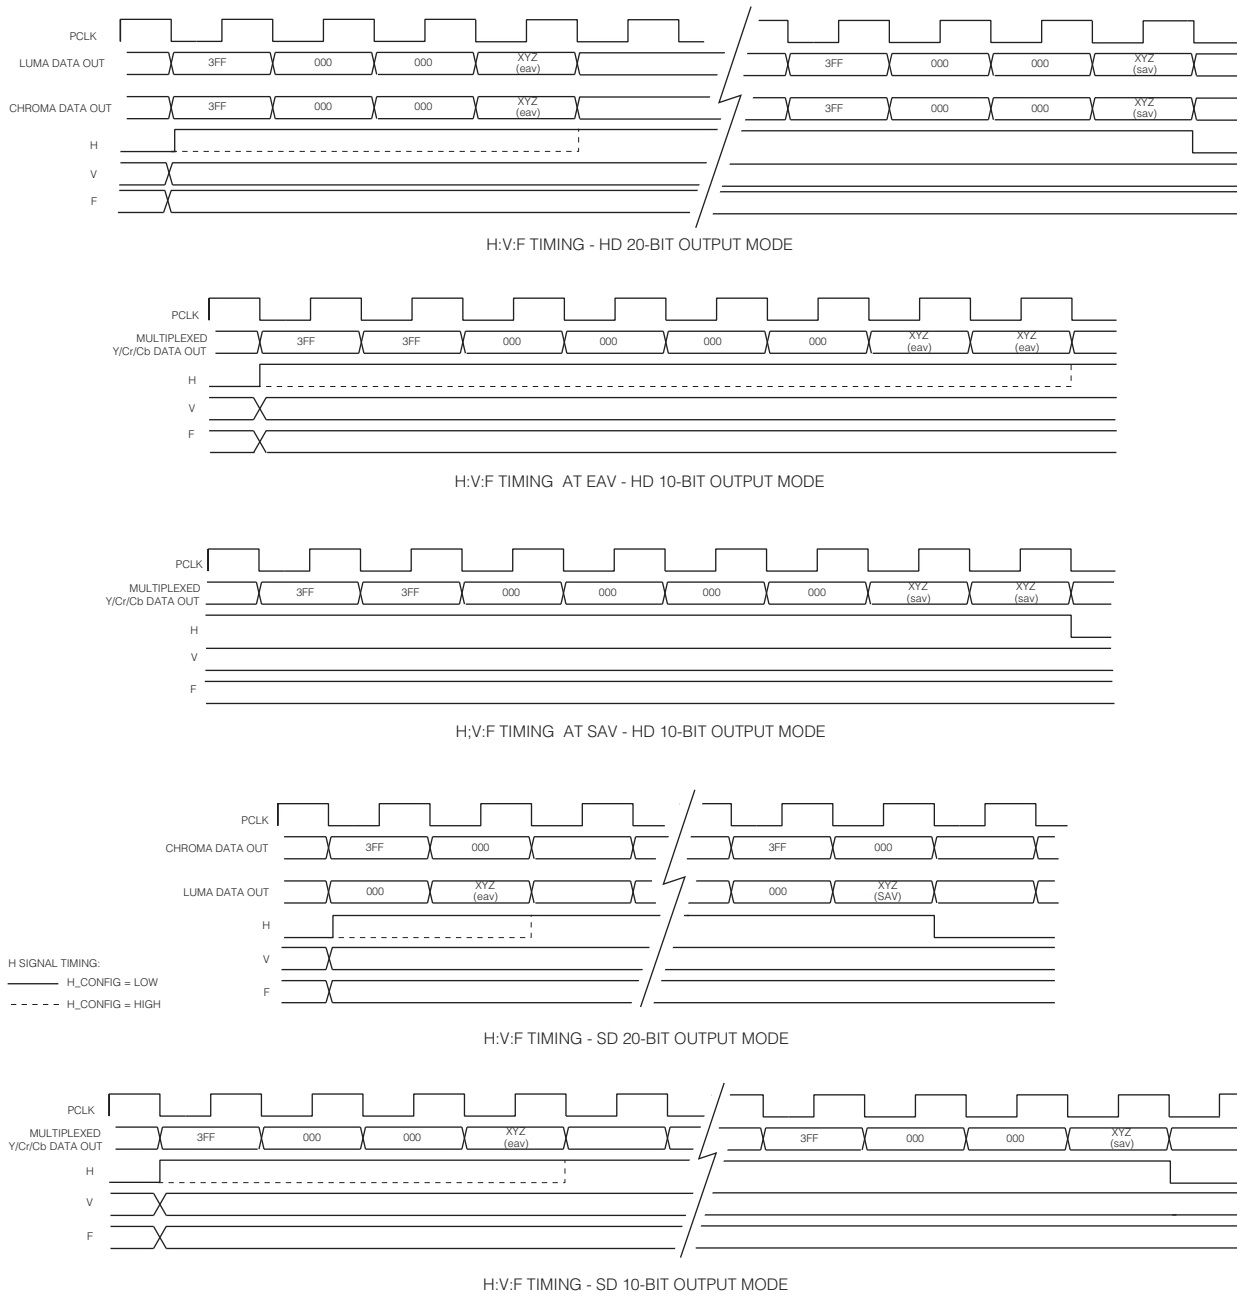 PCLK
LUMA DATA OUT 3FF 000 000 XYZ (eav) 3FF 000 000 XYZ (sav)
CHROMA DATA OUT 3FF 000 000 XYZ (eav) 3FF 000 000 XYZ (sav)
H
V
F
H:V:F TIMING - HD 20-BIT OUTPUT MODE
PCLK
MULTIPLEXED
Y/Cr/Cb DATA OUT 3FF 3FF 000 000 000 000 XYZ (eav) XYZ (eav)
H
V
F
H:V:F TIMING AT EAV - HD 10-BIT OUTPUT MODE
PCLK
MULTIPLEXED
Y/Cr/Cb DATA OUT 3FF 3FF 000 000 000 000 XYZ (sav) XYZ (sav)
H
V
F
H;V:F TIMING AT SAV - HD 10-BIT OUTPUT MODE
PCLK
CHROMA DATA OUT 3FF 000 3FF 000
LUMA DATA OUT 000 XYZ (eav) 000 XYZ (SAV)
H
V
F
H SIGNAL TIMING:
H_CONFIG = LOW
H_CONFIG = HIGH
H:V:F TIMING - SD 20-BIT OUTPUT MODE
PCLK
MULTIPLEXED
Y/Cr/Cb DATA OUT 3FF 000 000 XYZ (eav) 3FF 000 000 XYZ (sav)
H
V
F
H:V:F TIMING - SD 10-BIT OUTPUT MODE